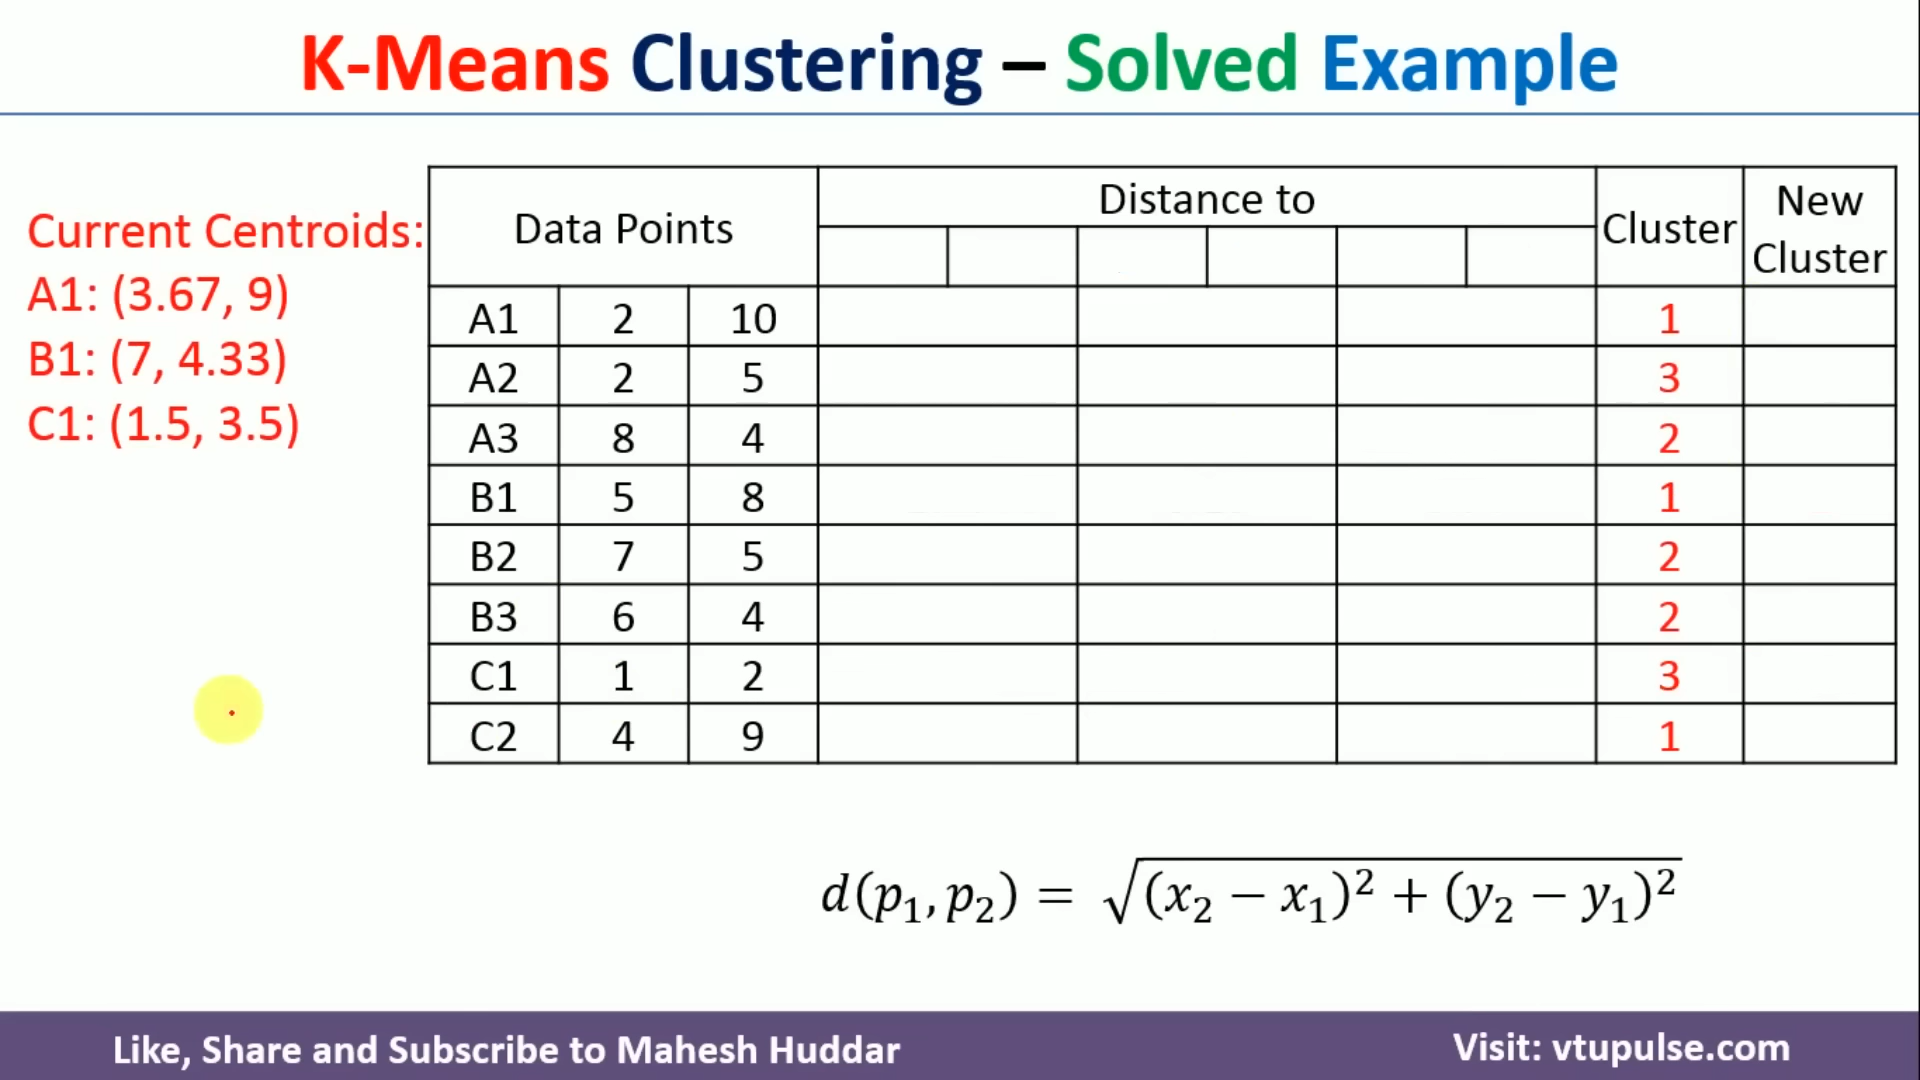 K-Means Clustering – Solved Example
Current Centroids:
A1: (3.67, 9)
B1: (7, 4.33)
C1: (1.5, 3.5)
Data Points Distance to Cluster New Cluster
A1 2 10 1
A2 2 5 3
A3 8 4 2
B1 5 8 1
B2 7 5 2
B3 6 4 2
C1 1 2 3
C2 4 9 1
d(p₁, p₂) = √(x₂ − x₁)² + (y₂ − y₁)²
Like, Share and Subscribe to Mahesh Huddar
Visit: vtupulse.com